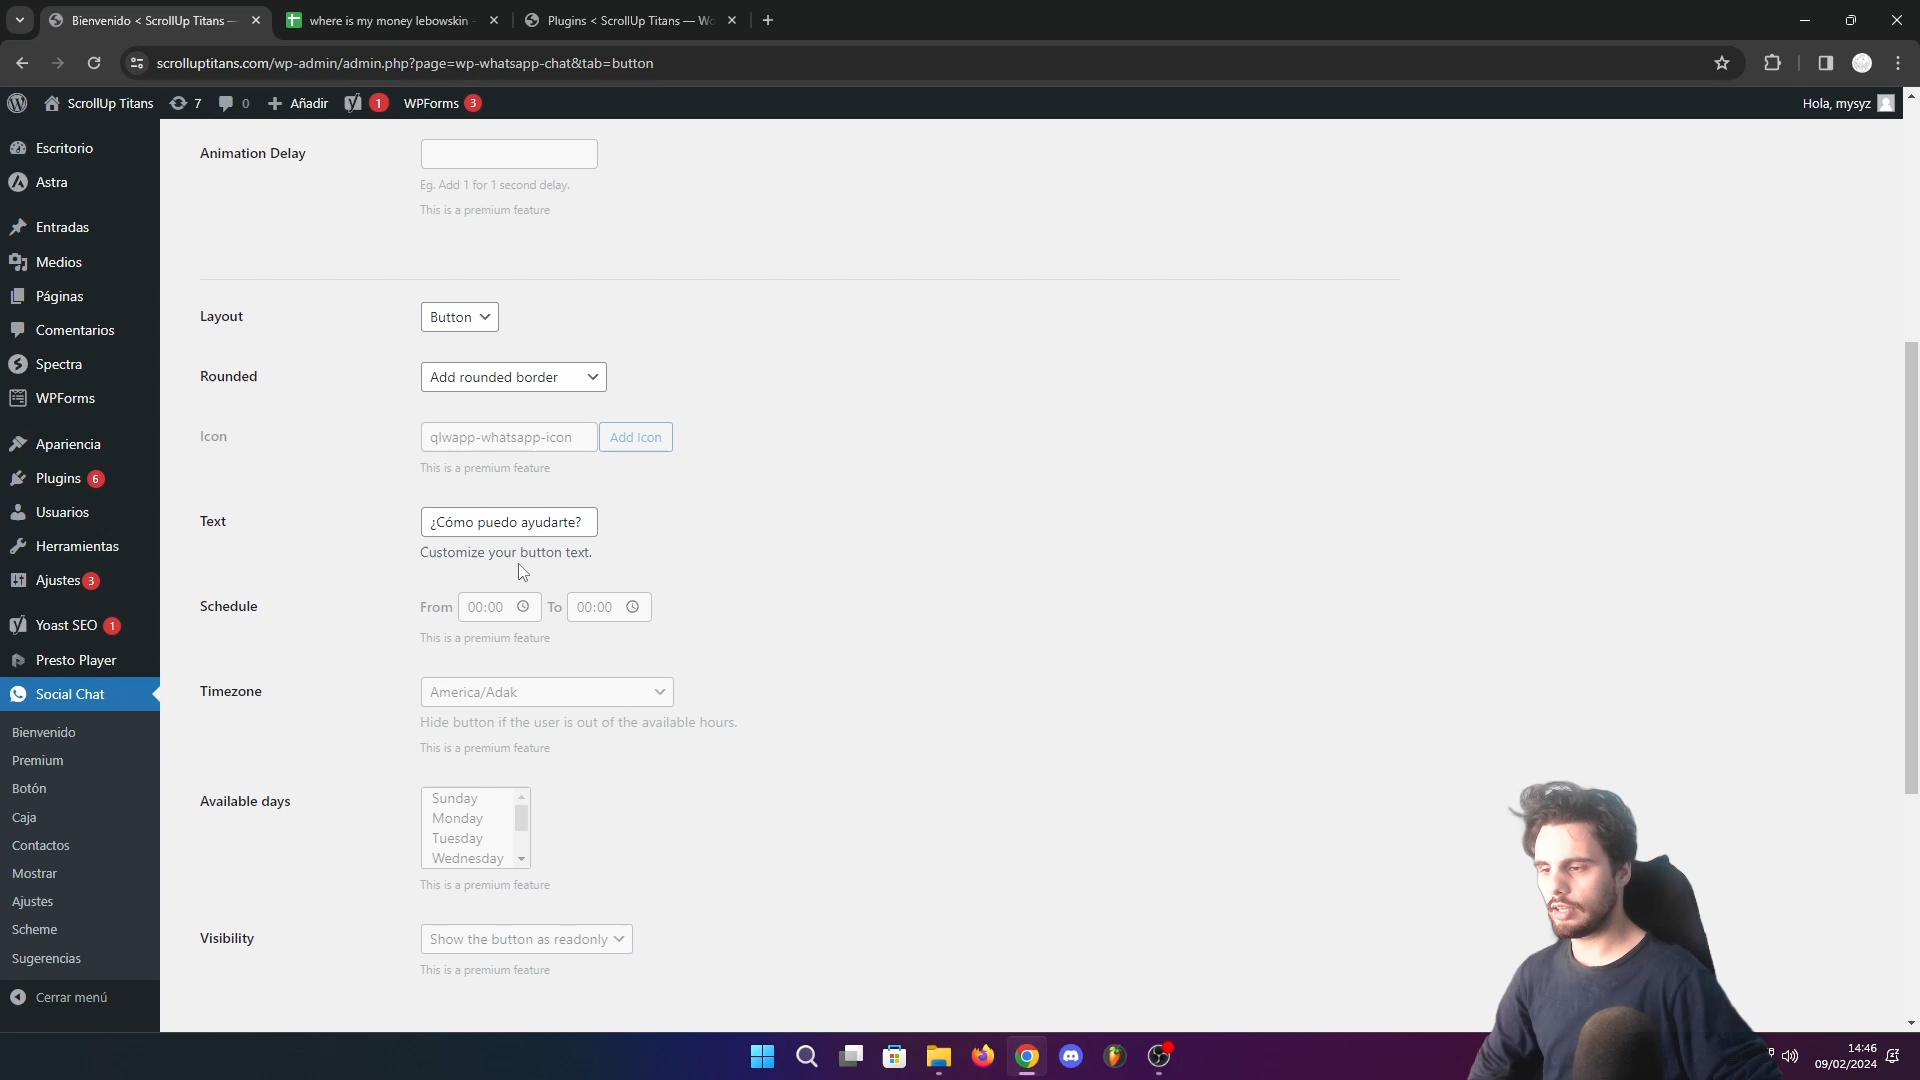 Bienvenido < ScrollUp Titans —
where is my money lebowskin
Plugins < ScrollUp Titans — Wo
scrolluptitans.com/wp-admin/admin.php?page=wp-whatsapp-chat&tab=button
ScrollUp Titans
7
0
Añadir
1
WPForms 3
Hola, mysyz
Escritorio
Astra
Entradas
Medios
Páginas
Comentarios
Spectra
WPForms
Apariencia
Plugins 6
Usuarios
Herramientas
Ajustes 3
Yoast SEO 1
Presto Player
Social Chat
Bienvenido
Premium
Botón
Caja
Contactos
Mostrar
Ajustes
Scheme
Sugerencias
Cerrar menú
Animation Delay
Eg. Add 1 for 1 second delay.
This is a premium feature
Layout
Button
Rounded
Add rounded border
Icon
qlwapp-whatsapp-icon
Add Icon
This is a premium feature
Text
¿Cómo puedo ayudarte?
Customize your button text.
Schedule
From 00:00 To 00:00
This is a premium feature
Timezone
America/Adak
Hide button if the user is out of the available hours.
This is a premium feature
Available days
Sunday
Monday
Tuesday
Wednesday
This is a premium feature
Visibility
Show the button as readonly
This is a premium feature
14:46
09/02/2024